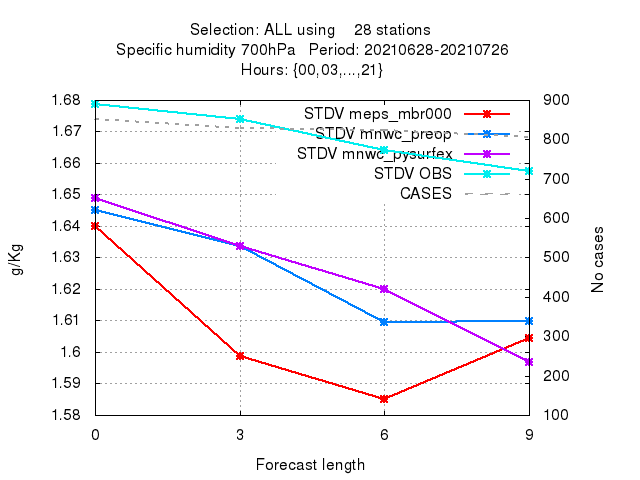 Selection: ALL using 28 stations
Specific humidity 700hPa Period: 20210628-20210726
Hours: {00,03,...,21}
1.68
1.67
1.66
1.65
1.64
1.63
1.62
1.61
1.6
1.59
1.58
g/Kg
STDV meps_mbr000
STDV mnwc_preop
STDV mnwc_pysurfex
STDV OBS
CASES
900
800
700
600
500
400
300
200
100
No cases
0 3 6 9
Forecast length